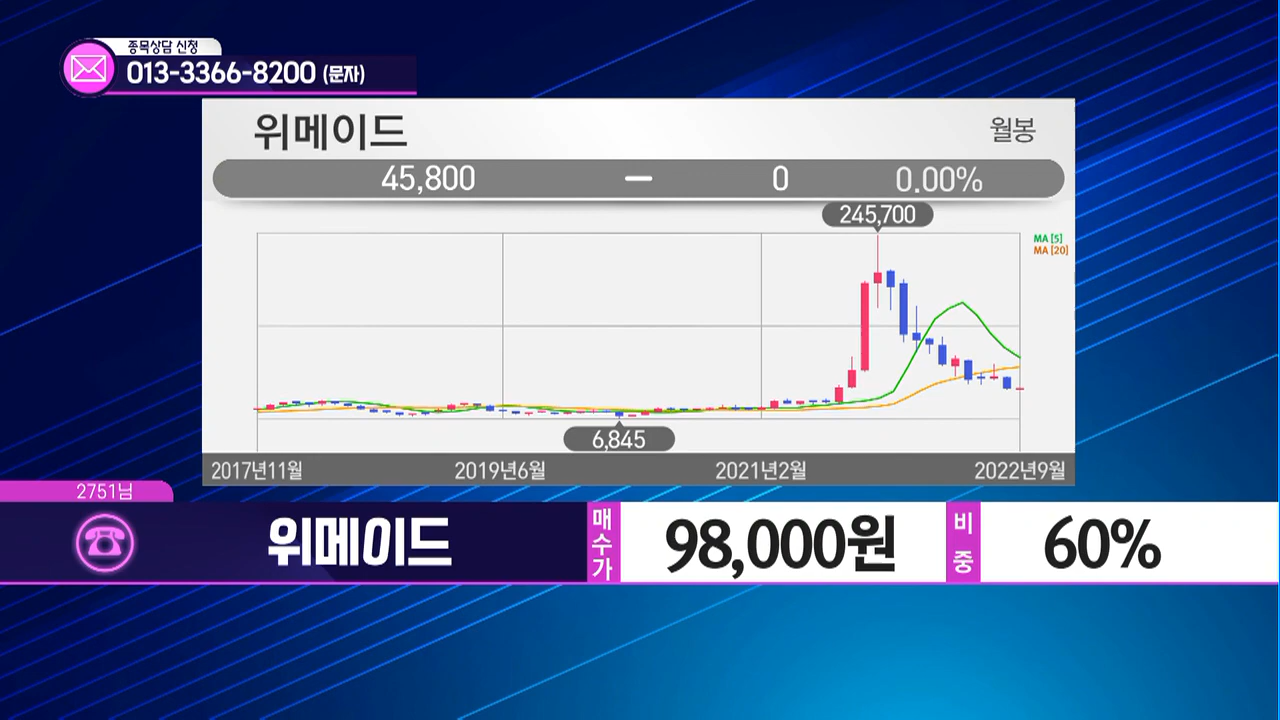 종목상담 신청
013-3366-8200 (문자)
위메이드
월봉
45,800 — 0 0.00%
245,700
MA [5]
MA [20]
6,845
2017년11월 2019년6월 2021년2월 2022년9월
2751님
위메이드 매수가 98,000원 비중 60%